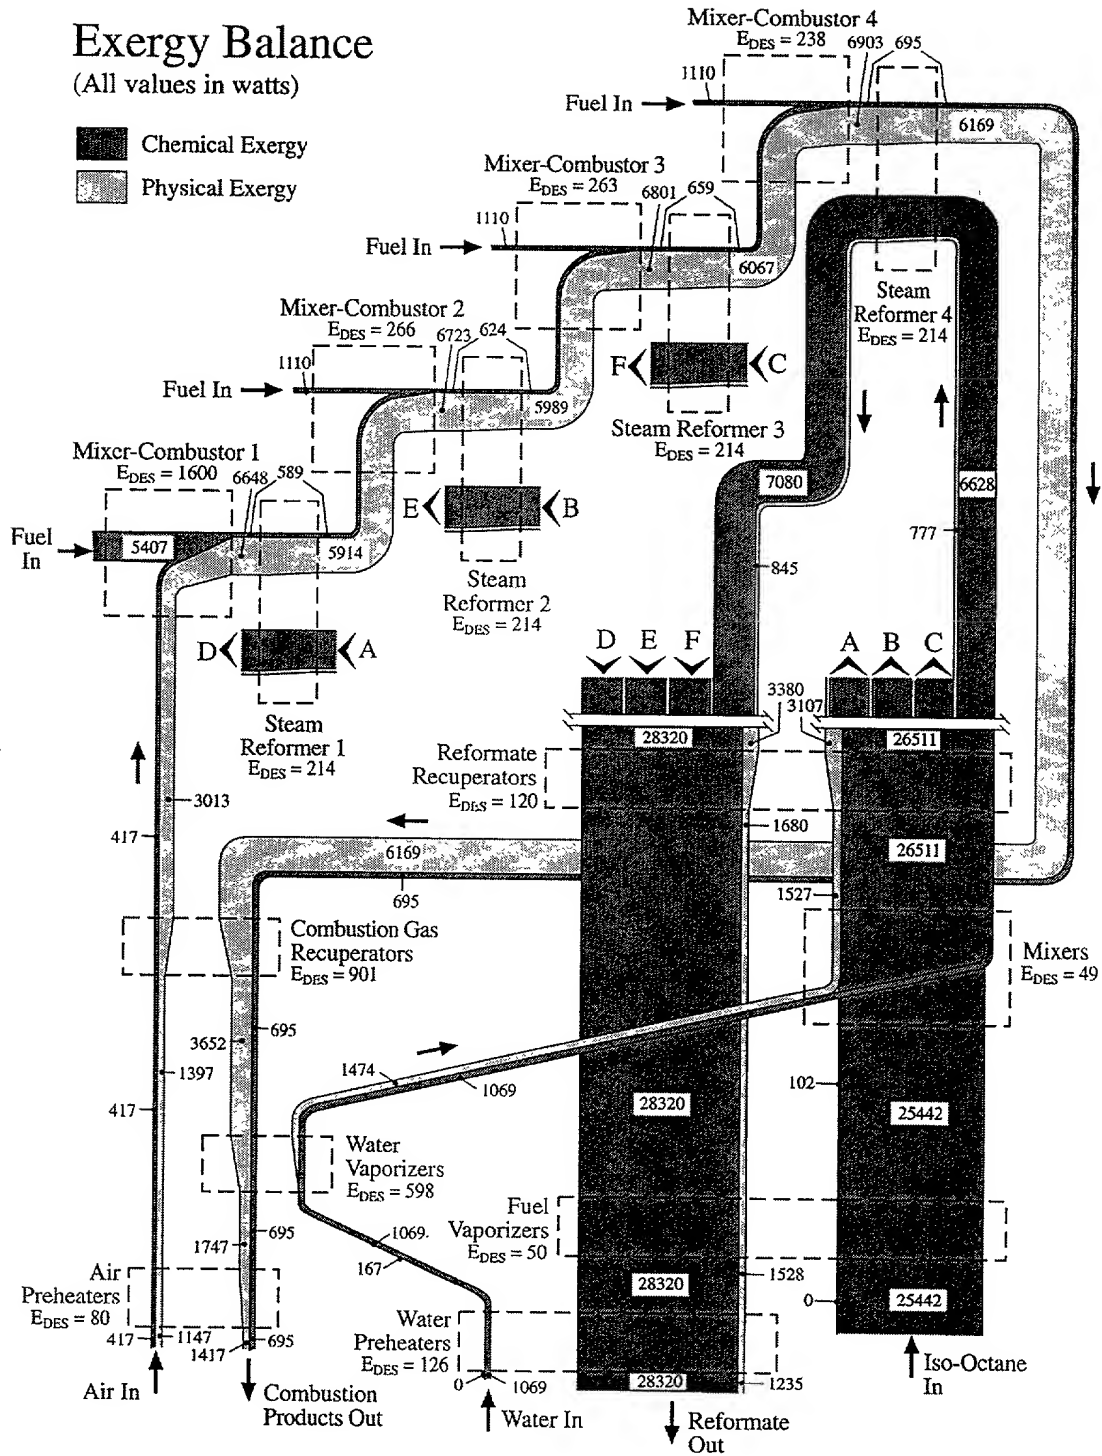 Exergy Balance
(All values in watts)
Chemical Exergy
Physical Exergy
Mixer-Combustor 4
E_DES = 238
6903
695
1110
Fuel In
6169
Mixer-Combustor 3
E_DES = 263
6801
659
1110
Fuel In
6067
Steam
Reformer 4
E_DES = 214
Mixer-Combustor 2
E_DES = 266
6723
624
1110
Fuel In
5989
F
C
Steam Reformer 3
E_DES = 214
Mixer-Combustor 1
E_DES = 1600
6648
589
Fuel
In
5407
5914
E
B
Steam
Reformer 2
E_DES = 214
7080
6628
777
845
D
A
Steam
Reformer 1
E_DES = 214
D
E
F
A
B
C
3380
3107
28320
26511
Reformate
Recuperators
E_DES = 120
3013
417
1680
6169
695
26511
1527
Combustion Gas
Recuperators
E_DES = 901
Mixers
E_DES = 49
3652
695
1397
417
1474
1069
102
28320
25442
Water
Vaporizers
E_DES = 598
Fuel
Vaporizers
E_DES = 50
1069
167
695
1747
1528
28320
0
25442
Air
Preheaters
E_DES = 80
Water
Preheaters
E_DES = 126
417
1147
1417
695
0
1069
28320
1235
Air In
Combustion
Products Out
Water In
Reformate
Out
Iso-Octane
In